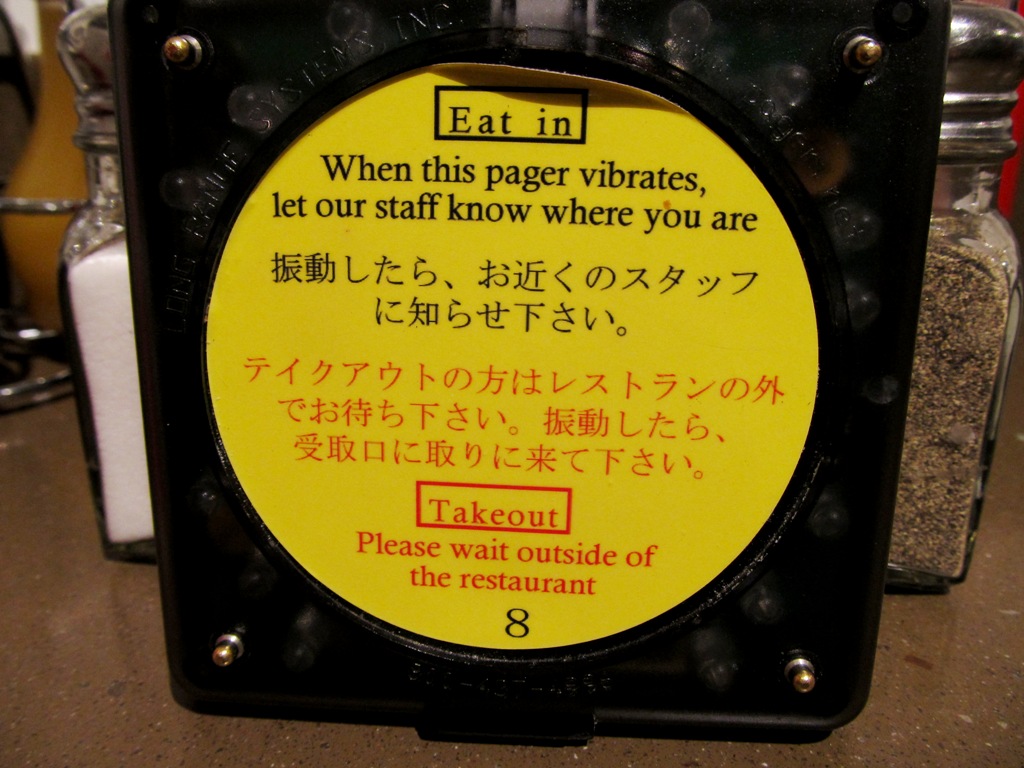 Eat in
When this pager vibrates,
let our staff know where you are
振動したら、お近くのスタッフ
に知らせ下さい。
テイクアウトの方はレストランの外
でお待ち下さい。振動したら、
受取口に取りに来て下さい。
Takeout
Please wait outside of
the restaurant
8
LONG RANGE SYSTEMS, INC.